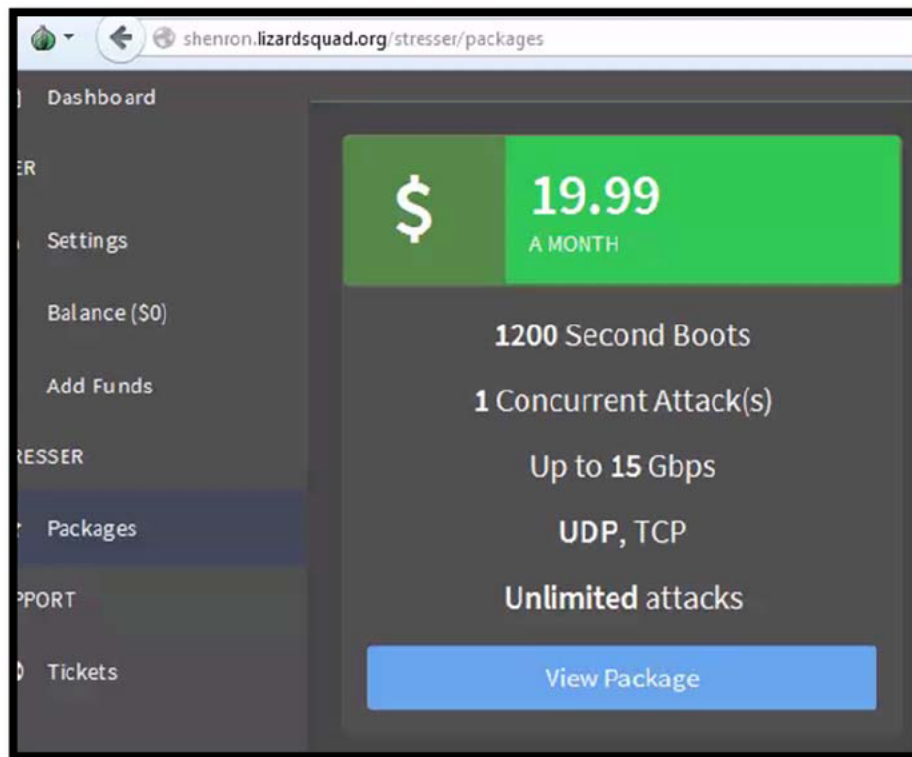 shenron.lizardsquad.org/stresser/packages
Dashboard
ER
Settings
Balance ($0)
Add Funds
RESSER
Packages
PPORT
Tickets
$
19.99
A MONTH
1200 Second Boots
1 Concurrent Attack(s)
Up to 15 Gbps
UDP, TCP
Unlimited attacks
View Package